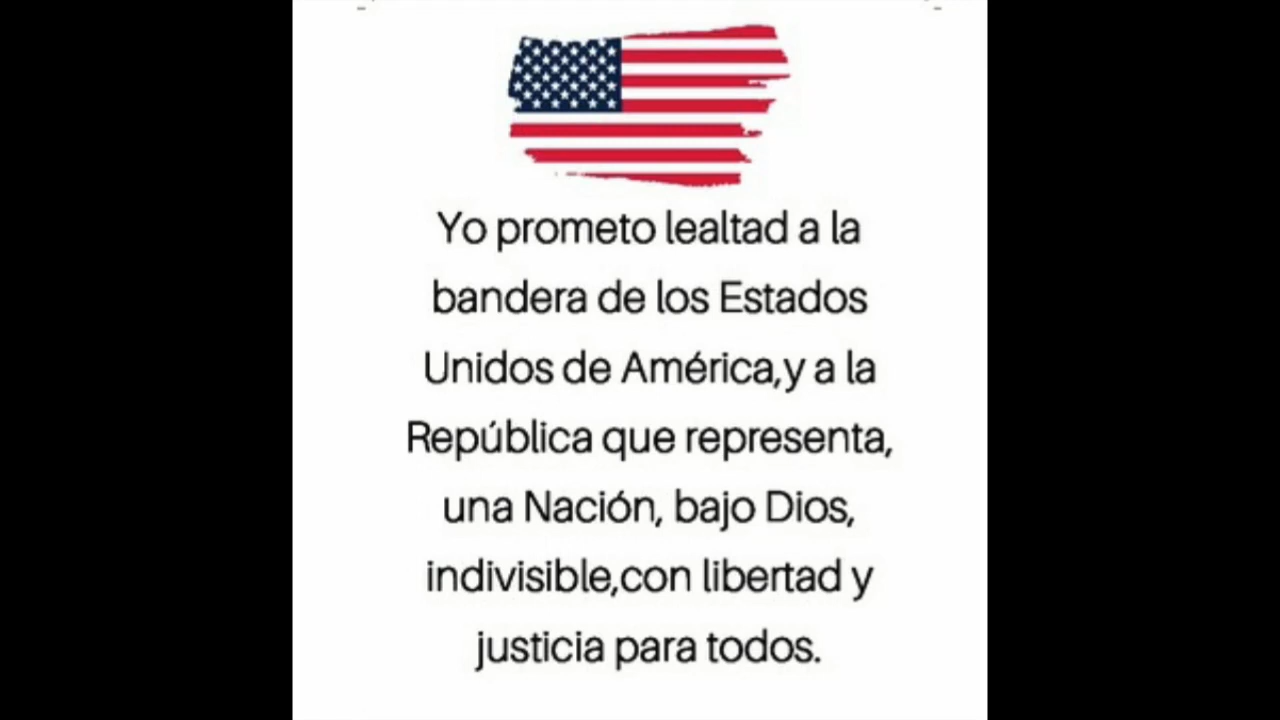 Yo prometo lealtad a la
bandera de los Estados
Unidos de América,y a la
República que representa,
una Nación, bajo Dios,
indivisible,con libertad y
justicia para todos.